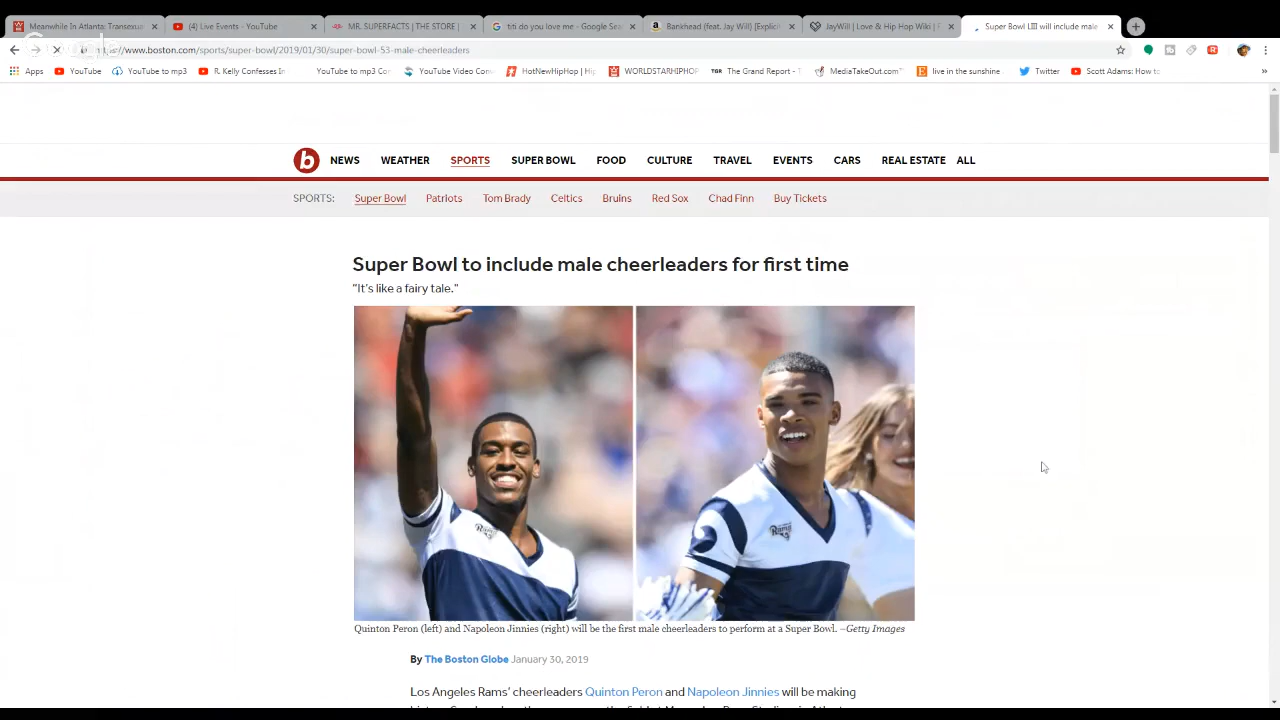 Meanwhile In Atlanta: Transexua
(4) Live Events - YouTube
MR. SUPERFACTS | THE STORE |
titi do you love me - Google Sea
Bankhead (feat. Jay Will) [Explicit
JayWill | Love & Hip Hop Wiki | F
Super Bowl LIII will include male
https://www.boston.com/sports/super-bowl/2019/01/30/super-bowl-53-male-cheerleaders
Apps
YouTube
YouTube to mp3
R. Kelly Confesses In
YouTube to mp3 Con
YouTube Video Conv
HotNewHipHop | Hip
WORLDSTARHIPHOP
TGR The Grand Report - T
MediaTakeOut.com™
live in the sunshine
Twitter
Scott Adams: How to
b
NEWS
WEATHER
SPORTS
SUPER BOWL
FOOD
CULTURE
TRAVEL
EVENTS
CARS
REAL ESTATE
ALL
SPORTS:
Super Bowl
Patriots
Tom Brady
Celtics
Bruins
Red Sox
Chad Finn
Buy Tickets
Super Bowl to include male cheerleaders for first time
"It's like a fairy tale."
Rams
Rams
Quinton Peron (left) and Napoleon Jinnies (right) will be the first male cheerleaders to perform at a Super Bowl. –Getty Images
By The Boston Globe January 30, 2019
Los Angeles Rams' cheerleaders Quinton Peron and Napoleon Jinnies will be making